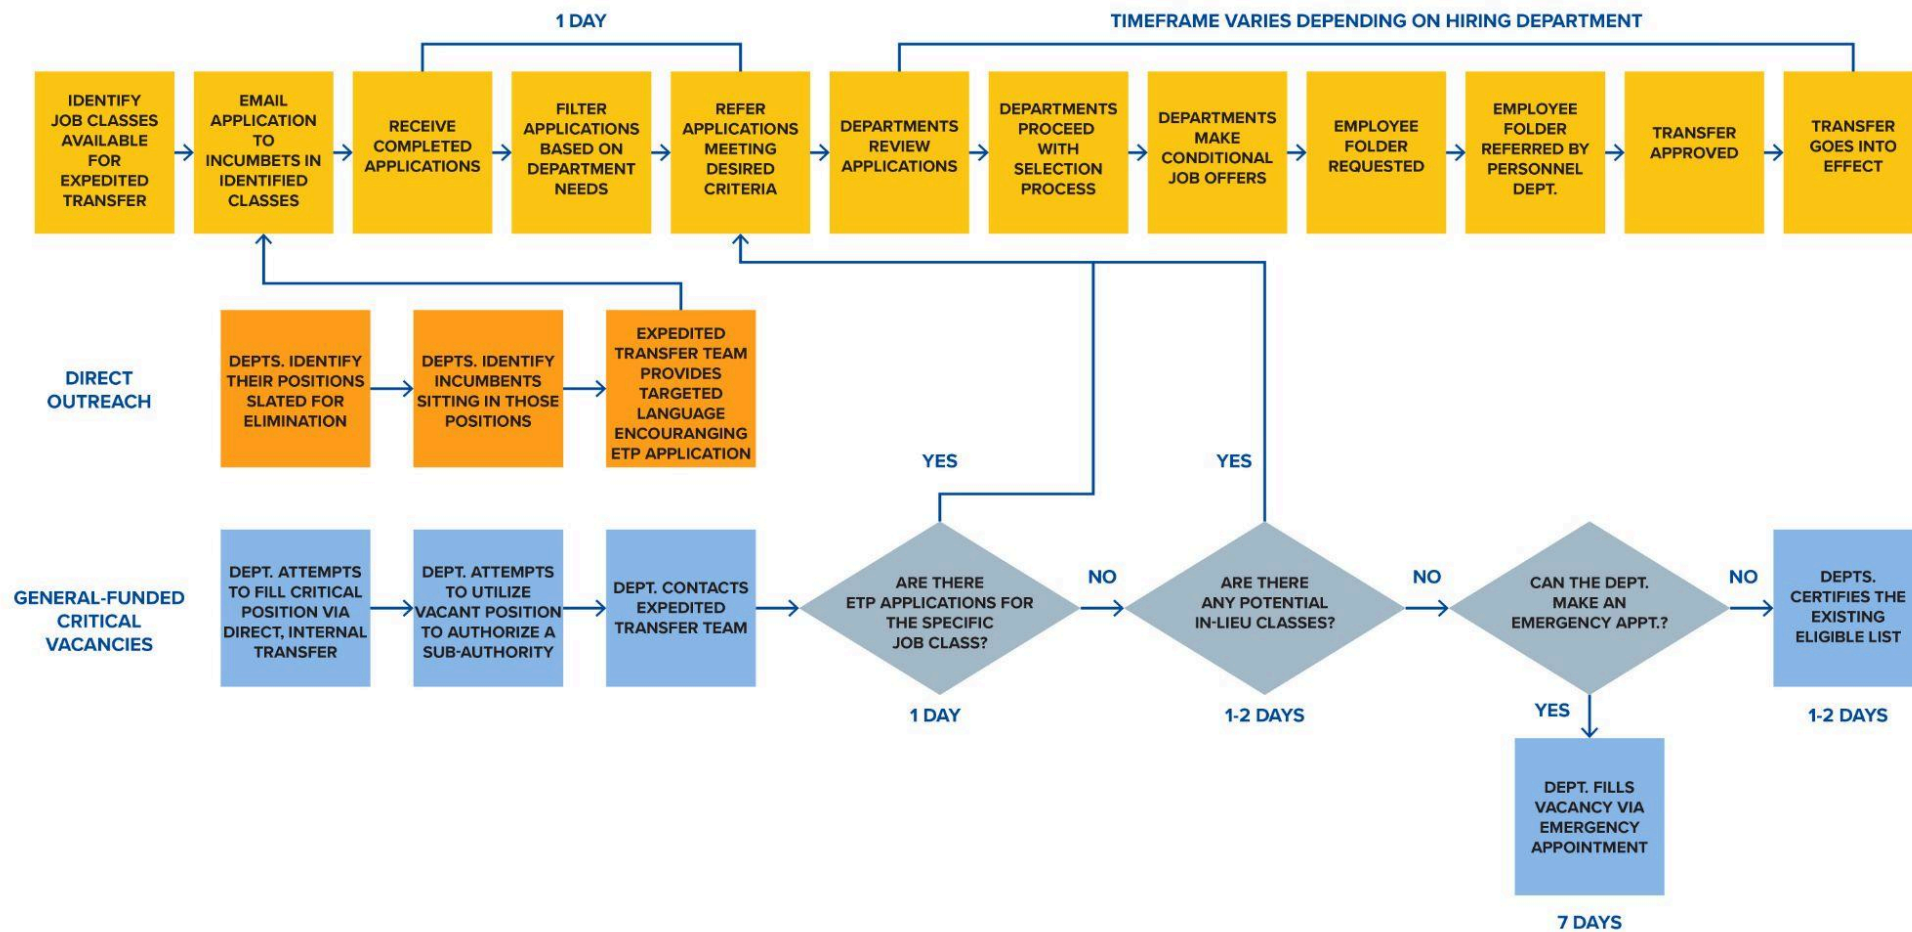 1 DAY
TIMEFRAME VARIES DEPENDING ON HIRING DEPARTMENT
IDENTIFY
JOB CLASSES
AVAILABLE
FOR
EXPEDITED
TRANSFER
EMAIL
APPLICATION
TO
INCUMBETS IN
IDENTIFIED
CLASSES
RECEIVE
COMPLETED
APPLICATIONS
FILTER
APPLICATIONS
BASED ON
DEPARTMENT
NEEDS
REFER
APPLICATIONS
MEETING
DESIRED
CRITERIA
DEPARTMENTS
REVIEW
APPLICATIONS
DEPARTMENTS
PROCEED
WITH
SELECTION
PROCESS
DEPARTMENTS
MAKE
CONDITIONAL
JOB OFFERS
EMPLOYEE
FOLDER
REQUESTED
EMPLOYEE
FOLDER
REFERRED BY
PERSONNEL
DEPT.
TRANSFER
APPROVED
TRANSFER
GOES INTO
EFFECT
DIRECT
OUTREACH
DEPTS. IDENTIFY
THEIR POSITIONS
SLATED FOR
ELIMINATION
DEPTS. IDENTIFY
INCUMBENTS
SITTING IN THOSE
POSITIONS
EXPEDITED
TRANSFER TEAM
PROVIDES
TARGETED
LANGUAGE
ENCOURANGING
ETP APPLICATION
YES
YES
GENERAL-FUNDED
CRITICAL
VACANCIES
DEPT. ATTEMPTS
TO FILL CRITICAL
POSITION VIA
DIRECT, INTERNAL
TRANSFER
DEPT. ATTEMPTS
TO UTILIZE
VACANT POSITION
TO AUTHORIZE A
SUB-AUTHORITY
DEPT. CONTACTS
EXPEDITED
TRANSFER TEAM
ARE THERE
ETP APPLICATIONS FOR
THE SPECIFIC
JOB CLASS?
NO
ARE THERE
ANY POTENTIAL
IN-LIEU CLASSES?
NO
CAN THE DEPT.
MAKE AN
EMERGENCY APPT.?
NO
DEPTS.
CERTIFIES THE
EXISTING
ELIGIBLE LIST
1 DAY
1-2 DAYS
YES
1-2 DAYS
DEPT. FILLS
VACANCY VIA
EMERGENCY
APPOINTMENT
7 DAYS